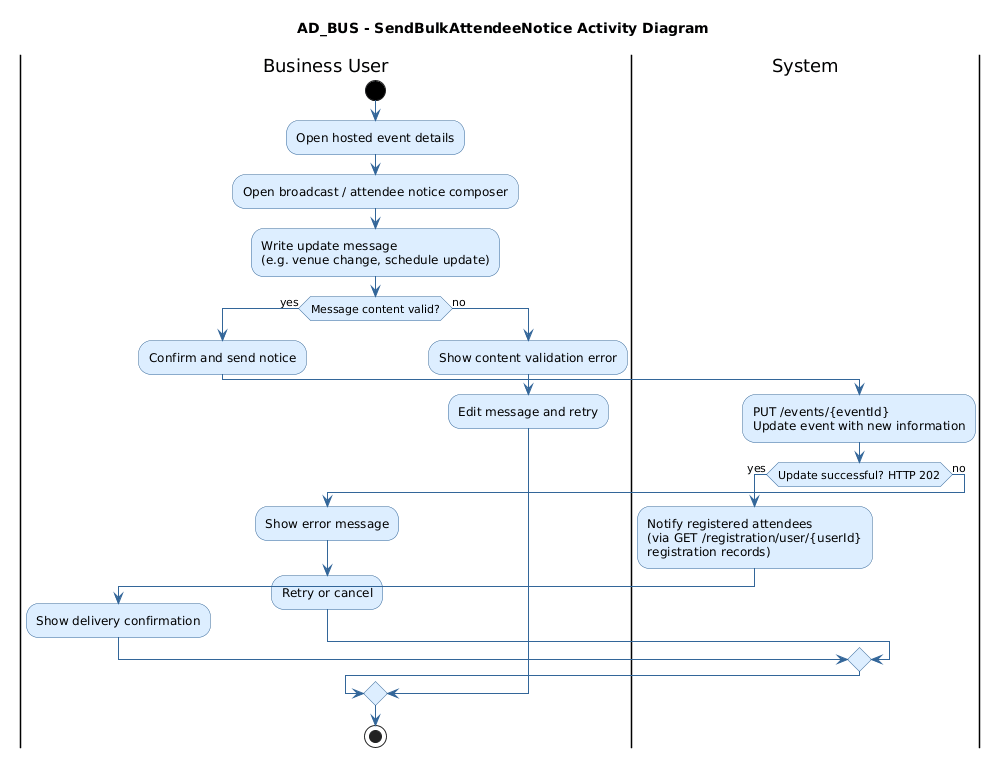 AD_BUS - SendBulkAttendeeNotice Activity Diagram
Business User
System
Open hosted event details
Open broadcast / attendee notice composer
Write update message
(e.g. venue change, schedule update)
yes
Message content valid?
no
Confirm and send notice
Show content validation error
Edit message and retry
PUT /events/{eventId}
Update event with new information
yes
Update successful? HTTP 202
no
Show error message
Notify registered attendees
(via GET /registration/user/{userId}
registration records)
Retry or cancel
Show delivery confirmation